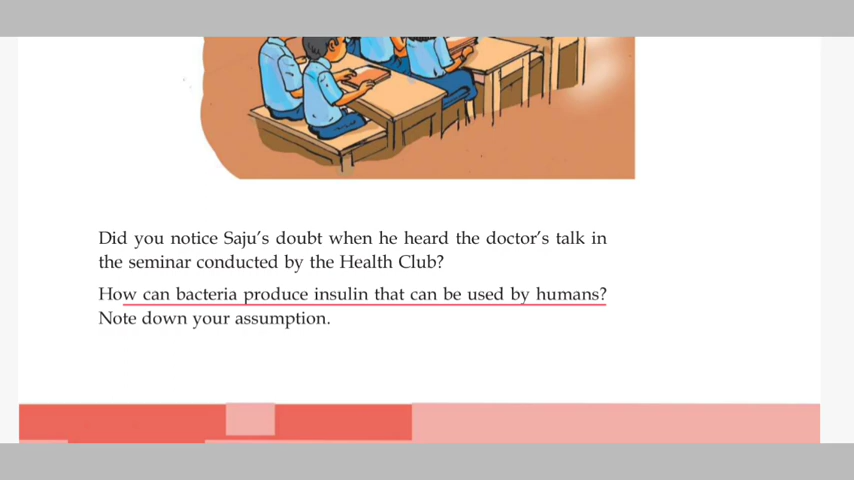 Did you notice Saju's doubt when he heard the doctor's talk in
the seminar conducted by the Health Club?
How can bacteria produce insulin that can be used by humans?
Note down your assumption.